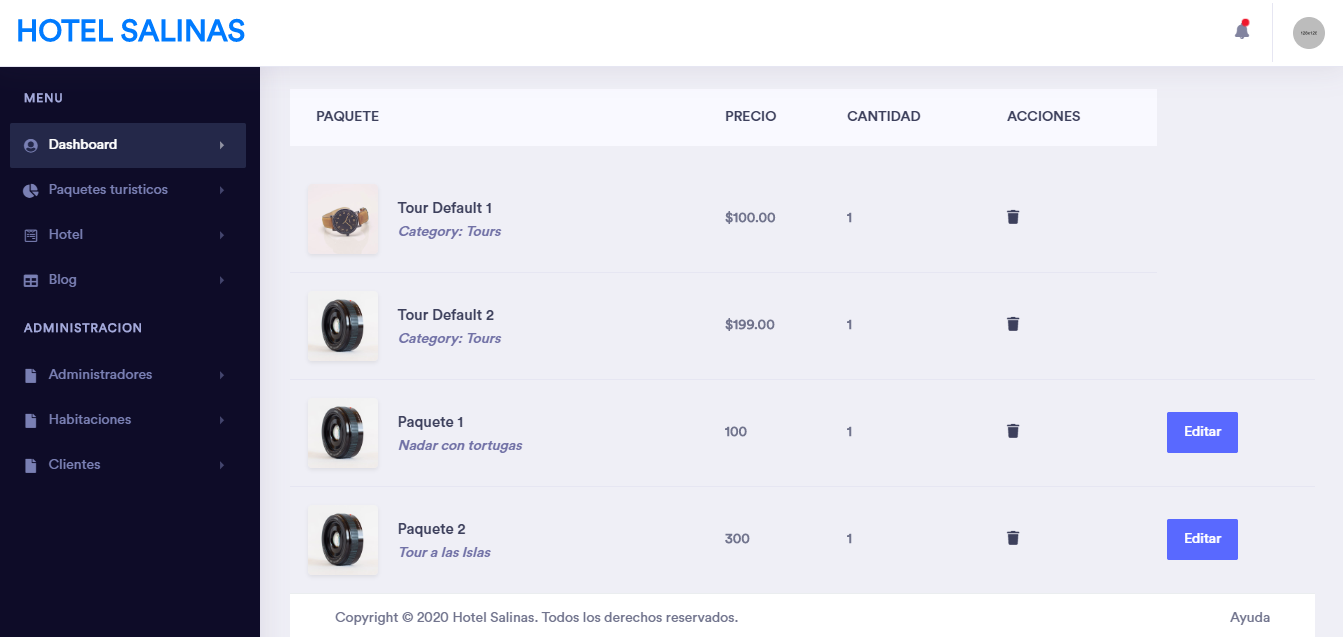 HOTEL SALINAS
MENU
Dashboard
Paquetes turisticos
Hotel
Blog
ADMINISTRACION
Administradores
Habitaciones
Clientes
PAQUETE PRECIO CANTIDAD ACCIONES
Tour Default 1
Category: Tours
$100.00 1
Tour Default 2
Category: Tours
$199.00 1
Paquete 1
Nadar con tortugas
100 1 Editar
Paquete 2
Tour a las Islas
300 1 Editar
Copyright © 2020 Hotel Salinas. Todos los derechos reservados. Ayuda